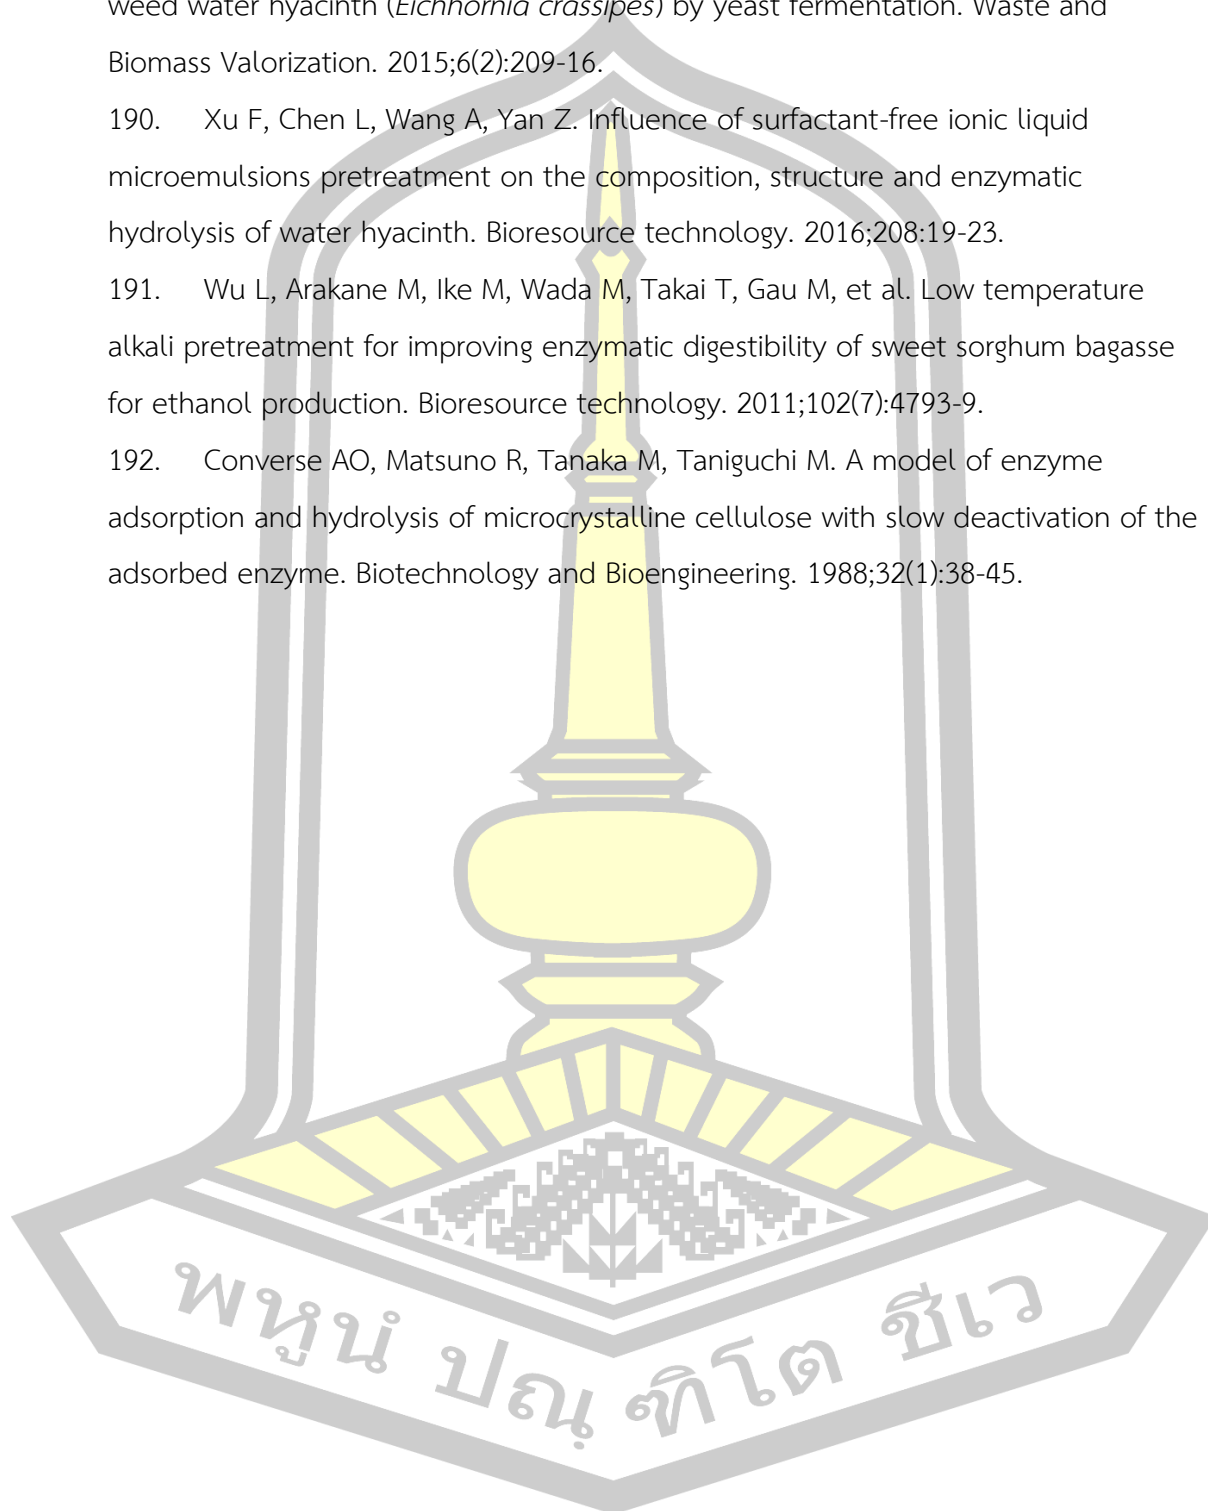 weed water hyacinth (Eichhornia crassipes) by yeast fermentation. Waste and
Biomass Valorization. 2015;6(2):209-16.
190. Xu F, Chen L, Wang A, Yan Z. Influence of surfactant-free ionic liquid
microemulsions pretreatment on the composition, structure and enzymatic
hydrolysis of water hyacinth. Bioresource technology. 2016;208:19-23.
191. Wu L, Arakane M, Ike M, Wada M, Takai T, Gau M, et al. Low temperature
alkali pretreatment for improving enzymatic digestibility of sweet sorghum bagasse
for ethanol production. Bioresource technology. 2011;102(7):4793-9.
192. Converse AO, Matsuno R, Tanaka M, Taniguchi M. A model of enzyme
adsorption and hydrolysis of microcrystalline cellulose with slow deactivation of the
adsorbed enzyme. Biotechnology and Bioengineering. 1988;32(1):38-45.
พหูนํ ปณฺ ฑิโต ชีเว